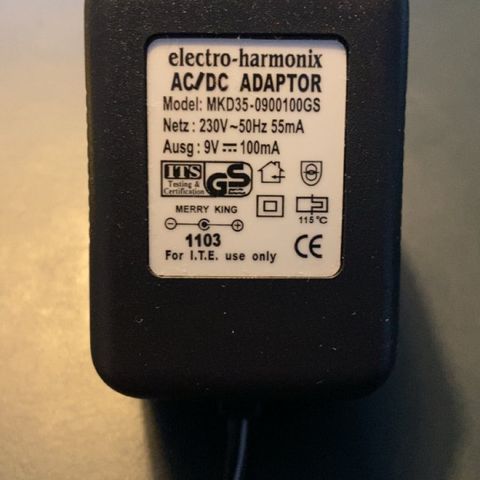 electro-harmonix
AC/DC ADAPTOR
Model: MKD35-0900100GS
Netz : 230V~50Hz 55mA
Ausg : 9V⎓100mA
ITS
Testing &
Certification
GS
MERRY KING
115°C
1103
CE
For I.T.E. use only